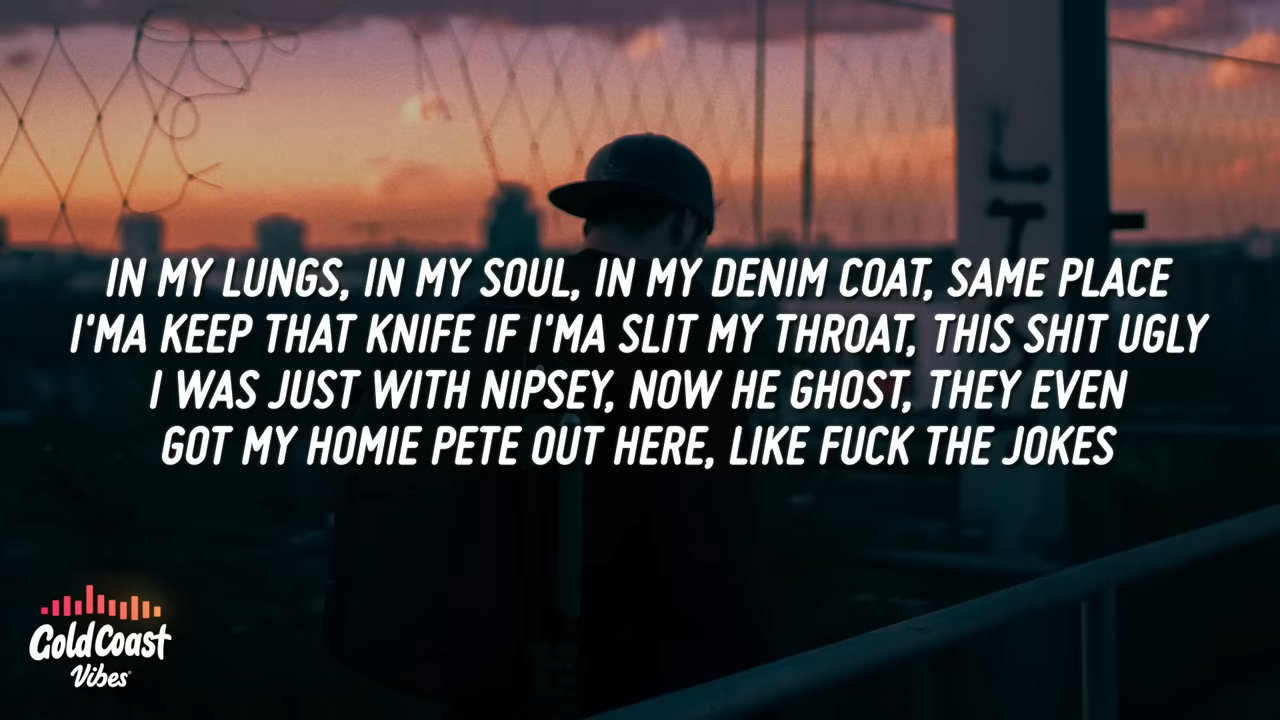 IN MY LUNGS, IN MY SOUL, IN MY DENIM COAT, SAME PLACE
I'MA KEEP THAT KNIFE IF I'MA SLIT MY THROAT, THIS SHIT UGLY
I WAS JUST WITH NIPSEY, NOW HE GHOST, THEY EVEN
GOT MY HOMIE PETE OUT HERE, LIKE FUCK THE JOKES
Gold Coast
Vibes